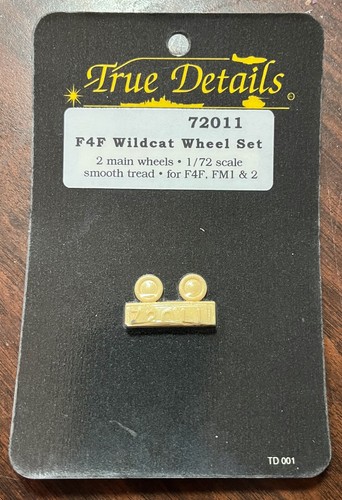 True Details
72011
F4F Wildcat Wheel Set
2 main wheels • 1/72 scale
smooth tread • for F4F, FM1 & 2
72011
TD 001